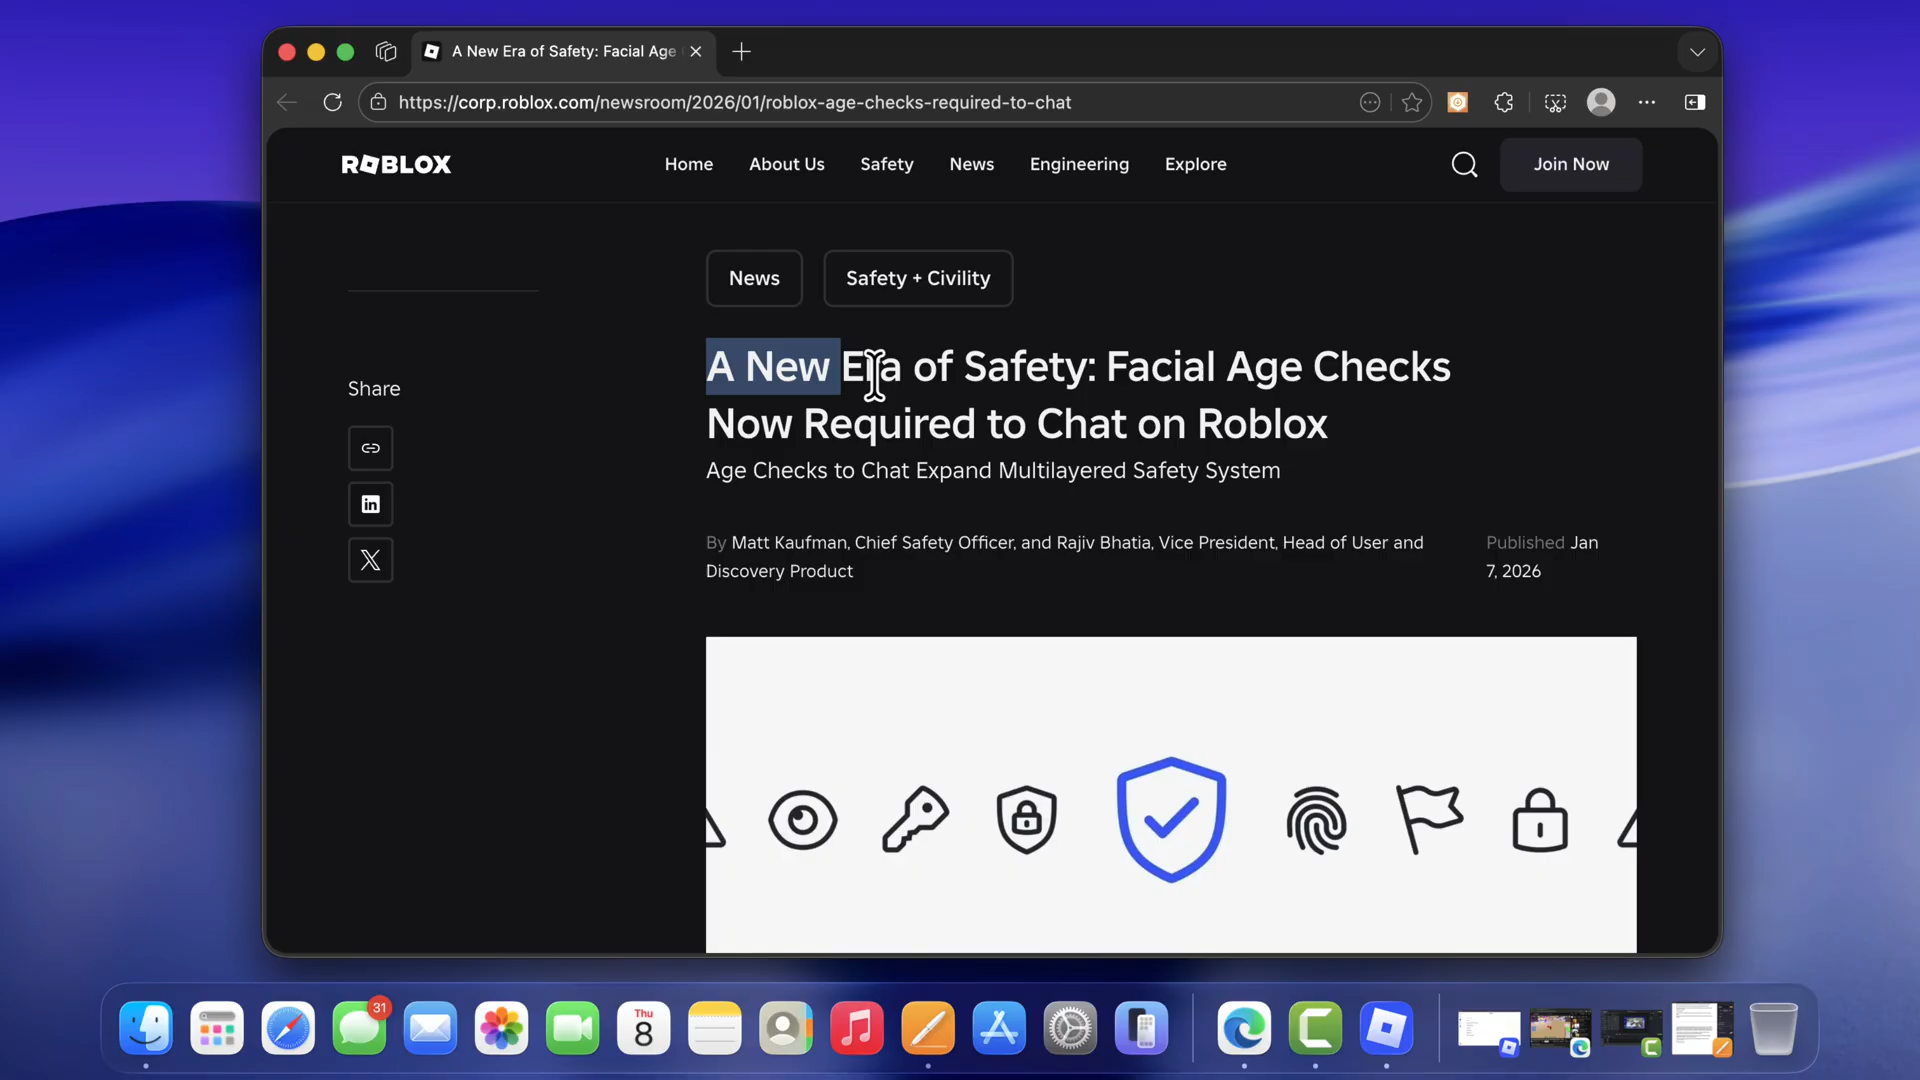 A New Era of Safety: Facial Age
https://corp.roblox.com/newsroom/2026/01/roblox-age-checks-required-to-chat
ROBLOX
Home
About Us
Safety
News
Engineering
Explore
Join Now
News
Safety + Civility
A New Era of Safety: Facial Age Checks
Now Required to Chat on Roblox
Age Checks to Chat Expand Multilayered Safety System
Share
By Matt Kaufman, Chief Safety Officer, and Rajiv Bhatia, Vice President, Head of User and
Discovery Product
Published Jan
7, 2026
31
Thu
8